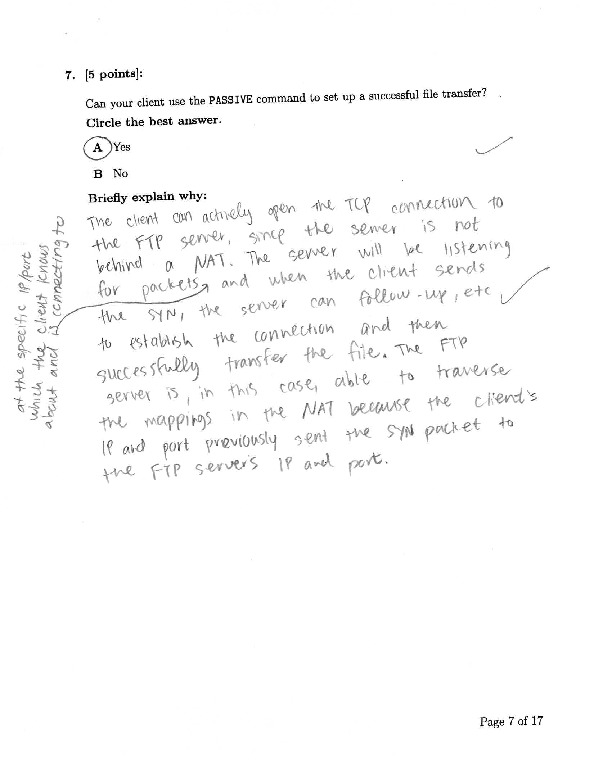 7. [5 points]:
Can your client use the PASSIVE command to set up a successful file transfer?
Circle the best answer.
A Yes
B No
Briefly explain why:
The client can actively open the TCP connection to
the FTP server, since the server is not
behind a NAT. The server will be listening
for packets, and when the client sends
the SYN, the server can follow-up, etc
to establish the connection and then
successfully transfer the file. The FTP
server is, in this case, able to traverse
the mappings in the NAT because the client's
IP and port previously sent the SYN packet to
the FTP server's IP and port.
at the specific IP/port
which the client knows
about and is connecting to
Page 7 of 17